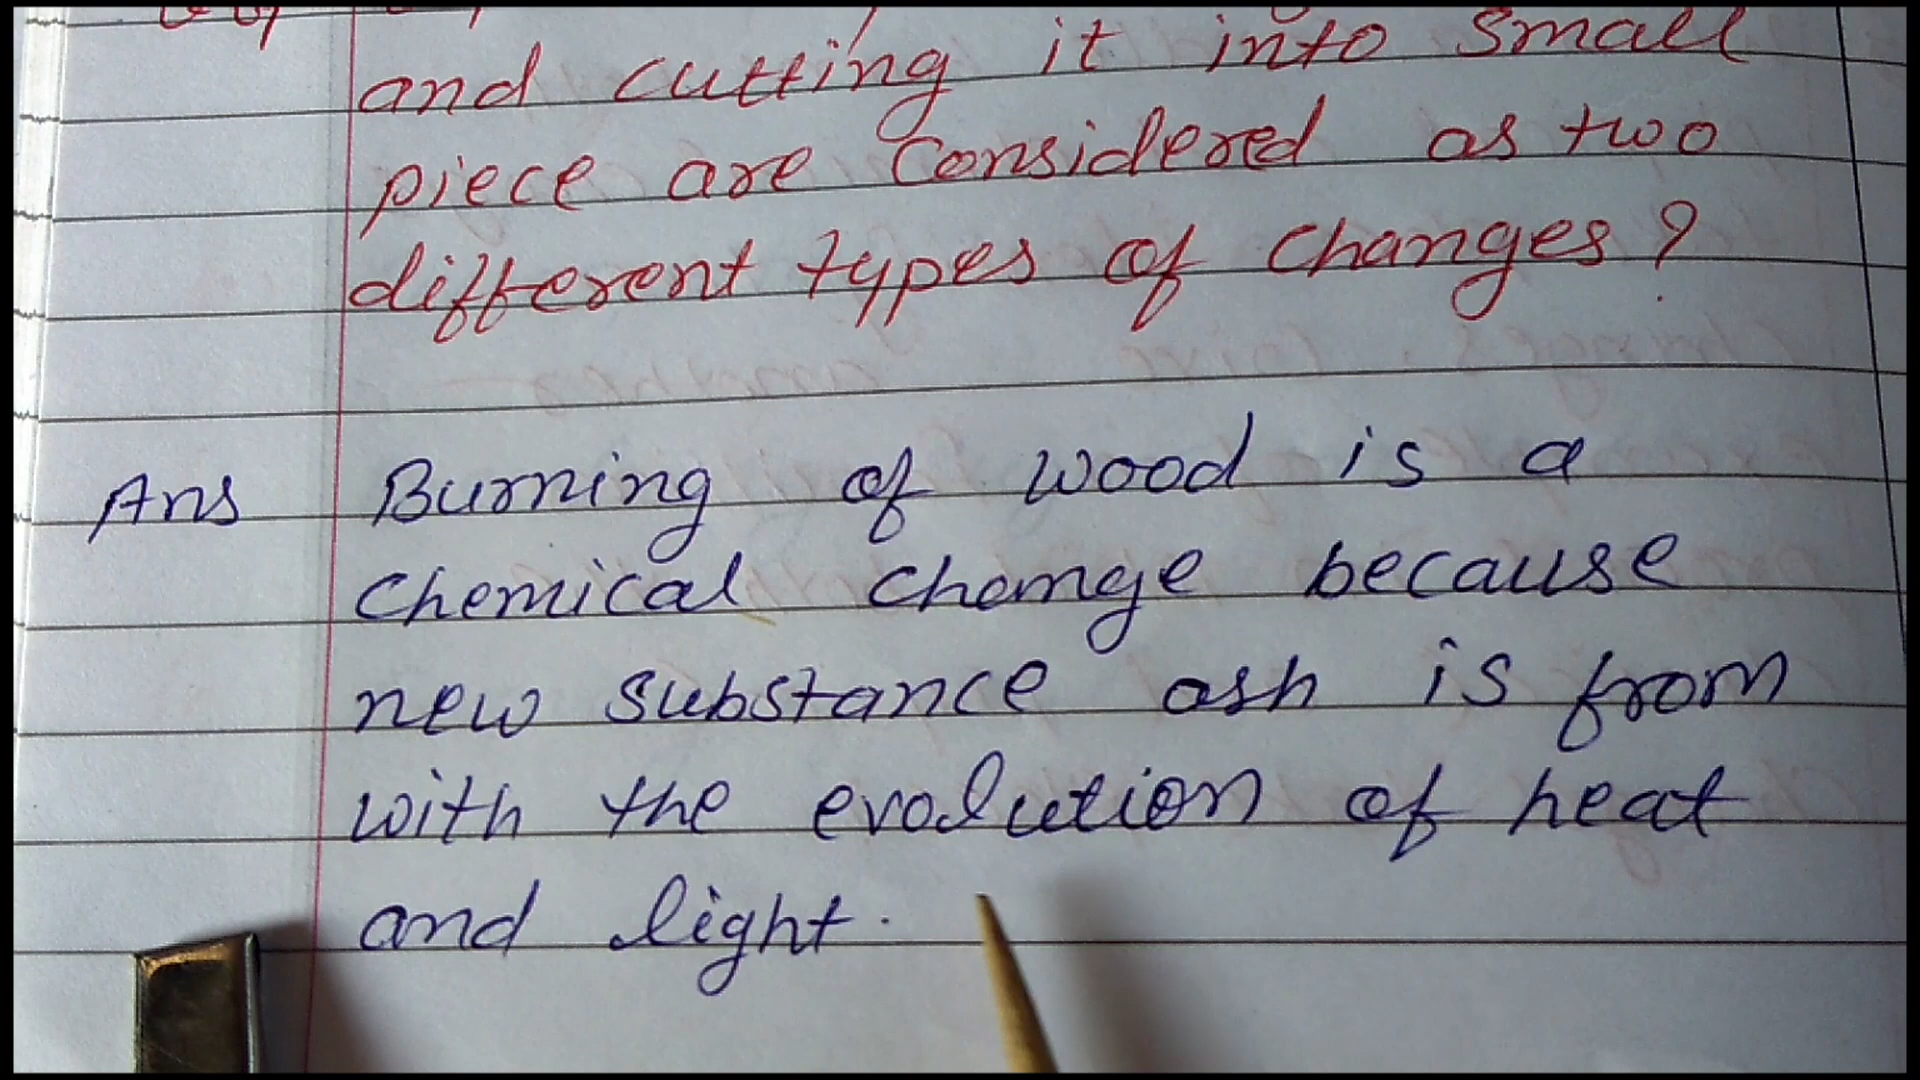 and cutting it into small
piece are Considered as two
different types of changes?
Ans Burning of wood is a
chemical change because
new substance ash is from
with the evolution of heat
and light.